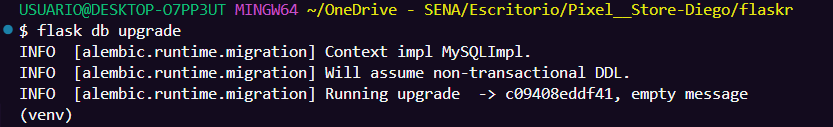 USUARIO@DESKTOP-O7PP3UT MINGW64 ~/OneDrive - SENA/Escritorio/Pixel__Store-Diego/flaskr
$ flask db upgrade
INFO  [alembic.runtime.migration] Context impl MySQLImpl.
INFO  [alembic.runtime.migration] Will assume non-transactional DDL.
INFO  [alembic.runtime.migration] Running upgrade  -> c09408eddf41, empty message
(venv)